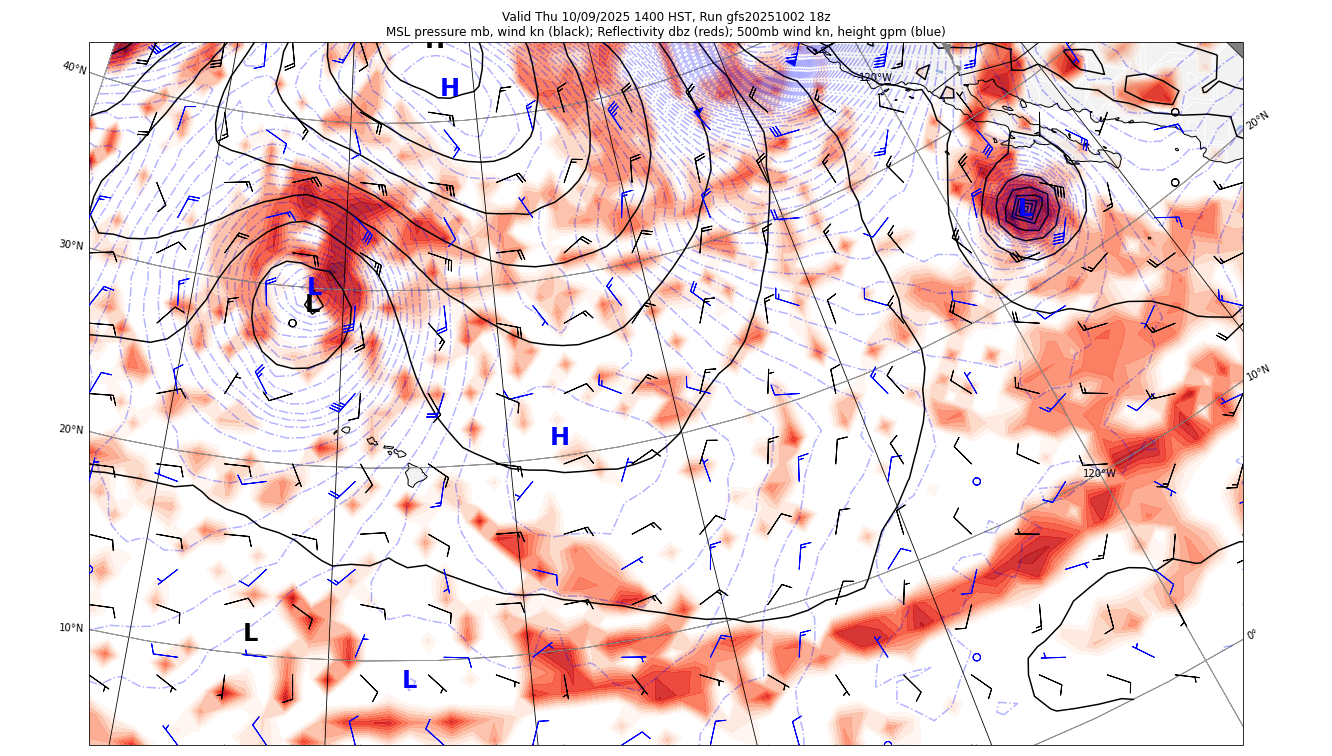 Valid Thu 10/09/2025 1400 HST, Run gfs20251002 18z
MSL pressure mb, wind kn (black); Reflectivity dbz (reds); 500mb wind kn, height gpm (blue)
H
40°N
H
120°W
20°N
L
30°N
L
L
10°N
20°N
H
120°W
10°N
L
0°
L